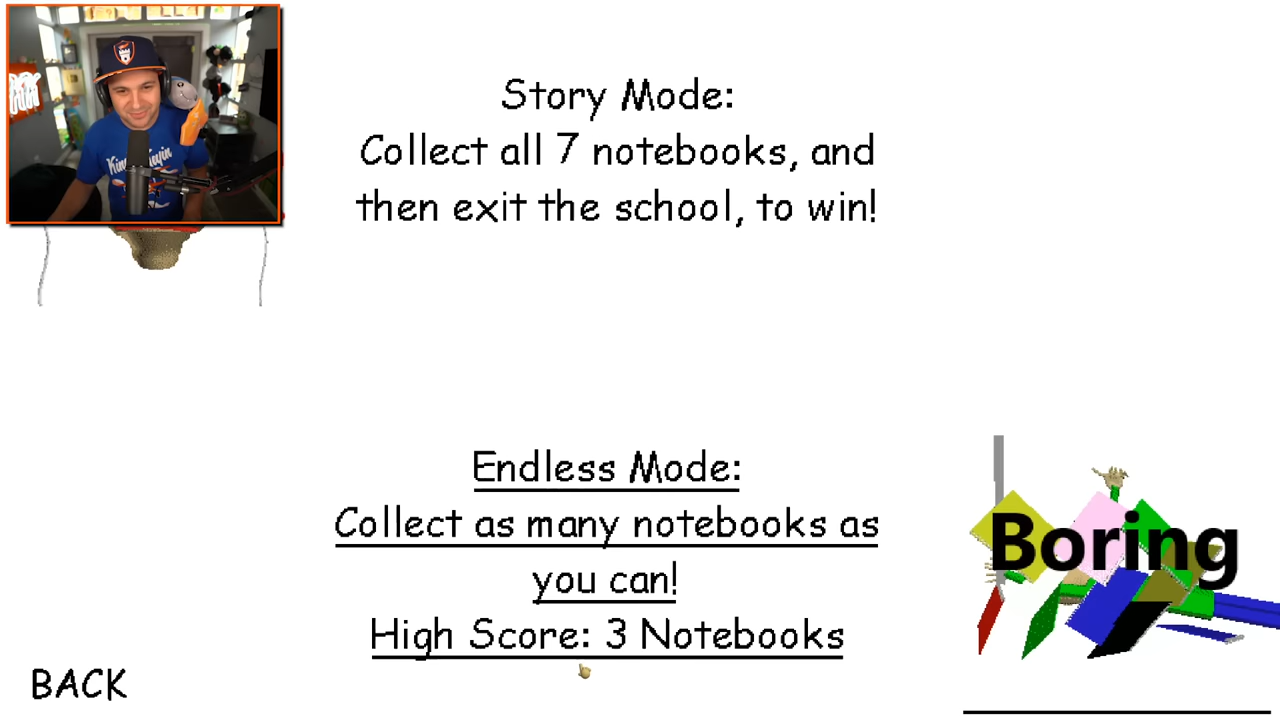 Story Mode:
Collect all 7 notebooks, and
then exit the school, to win!
Endless Mode:
Collect as many notebooks as
you can!
High Score: 3 Notebooks
Boring
BACK